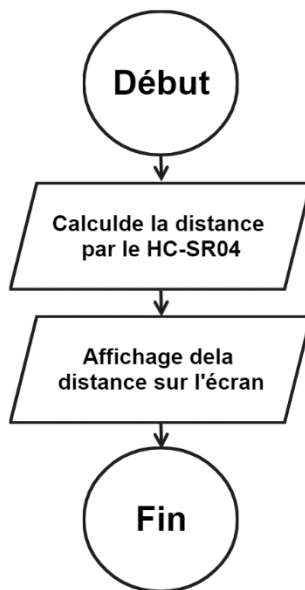 Début
Calculde la distance
par le HC-SR04
Affichage dela
distance sur l'écran
Fin